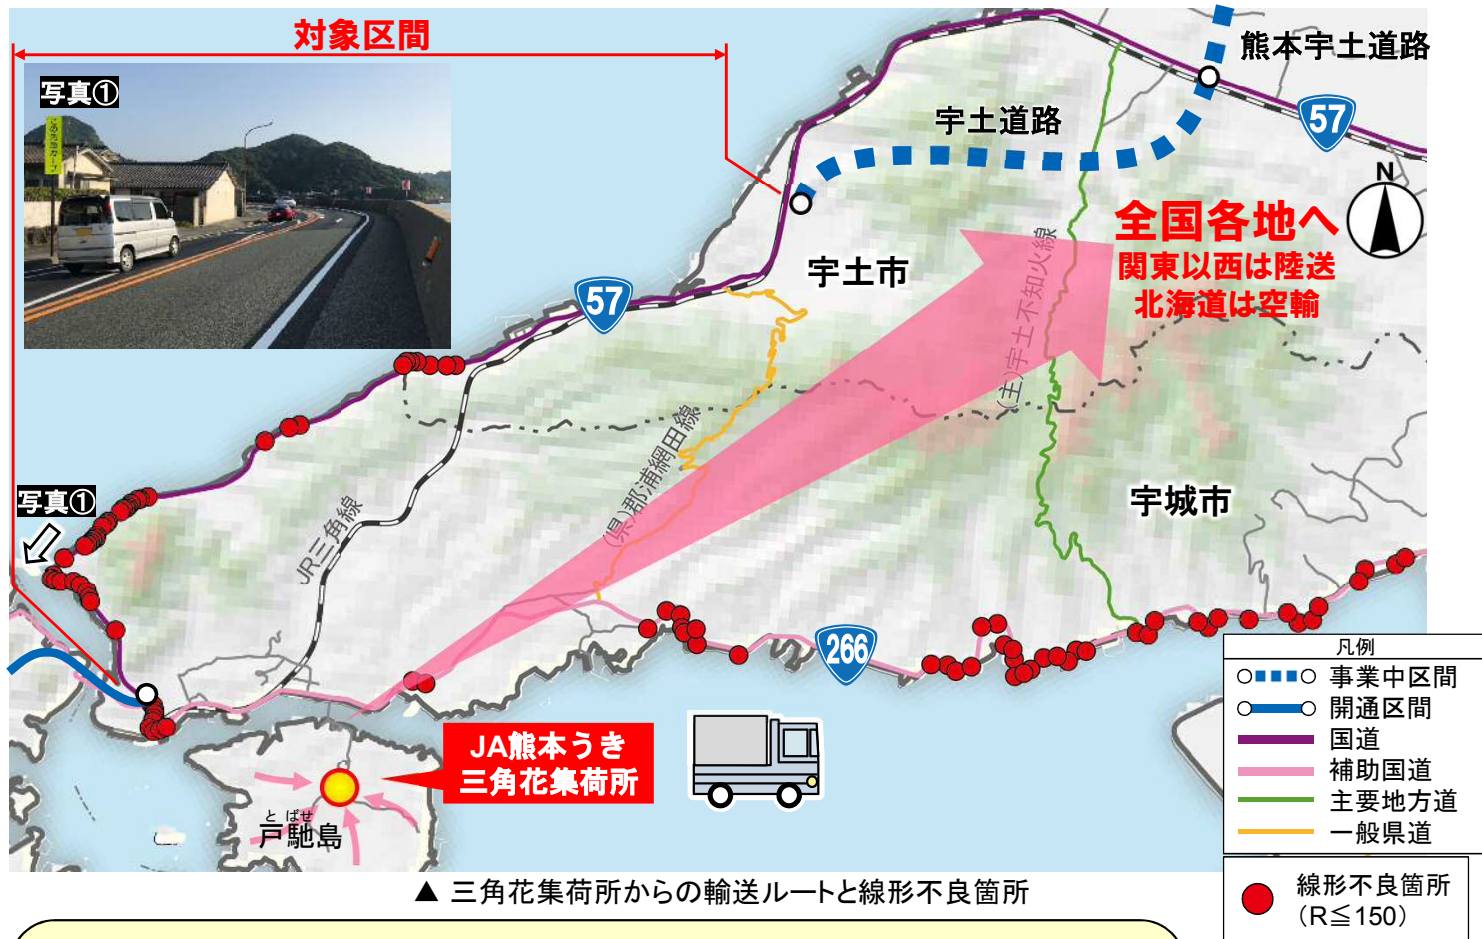 対象区間
写真①
この先急カーブ
熊本宇土道路
宇土道路
57
N
全国各地へ
関東以西は陸送
北海道は空輸
宇土市
57
(主)宇土不知火線
(県)郡浦網田線
宇城市
写真①
JR三角線
266
JA熊本うき
三角花集荷所
と ばせ
戸馳島
凡例
事業中区間
開通区間
国道
補助国道
主要地方道
一般県道
線形不良箇所
(R≦150)
▲ 三角花集荷所からの輸送ルートと線形不良箇所